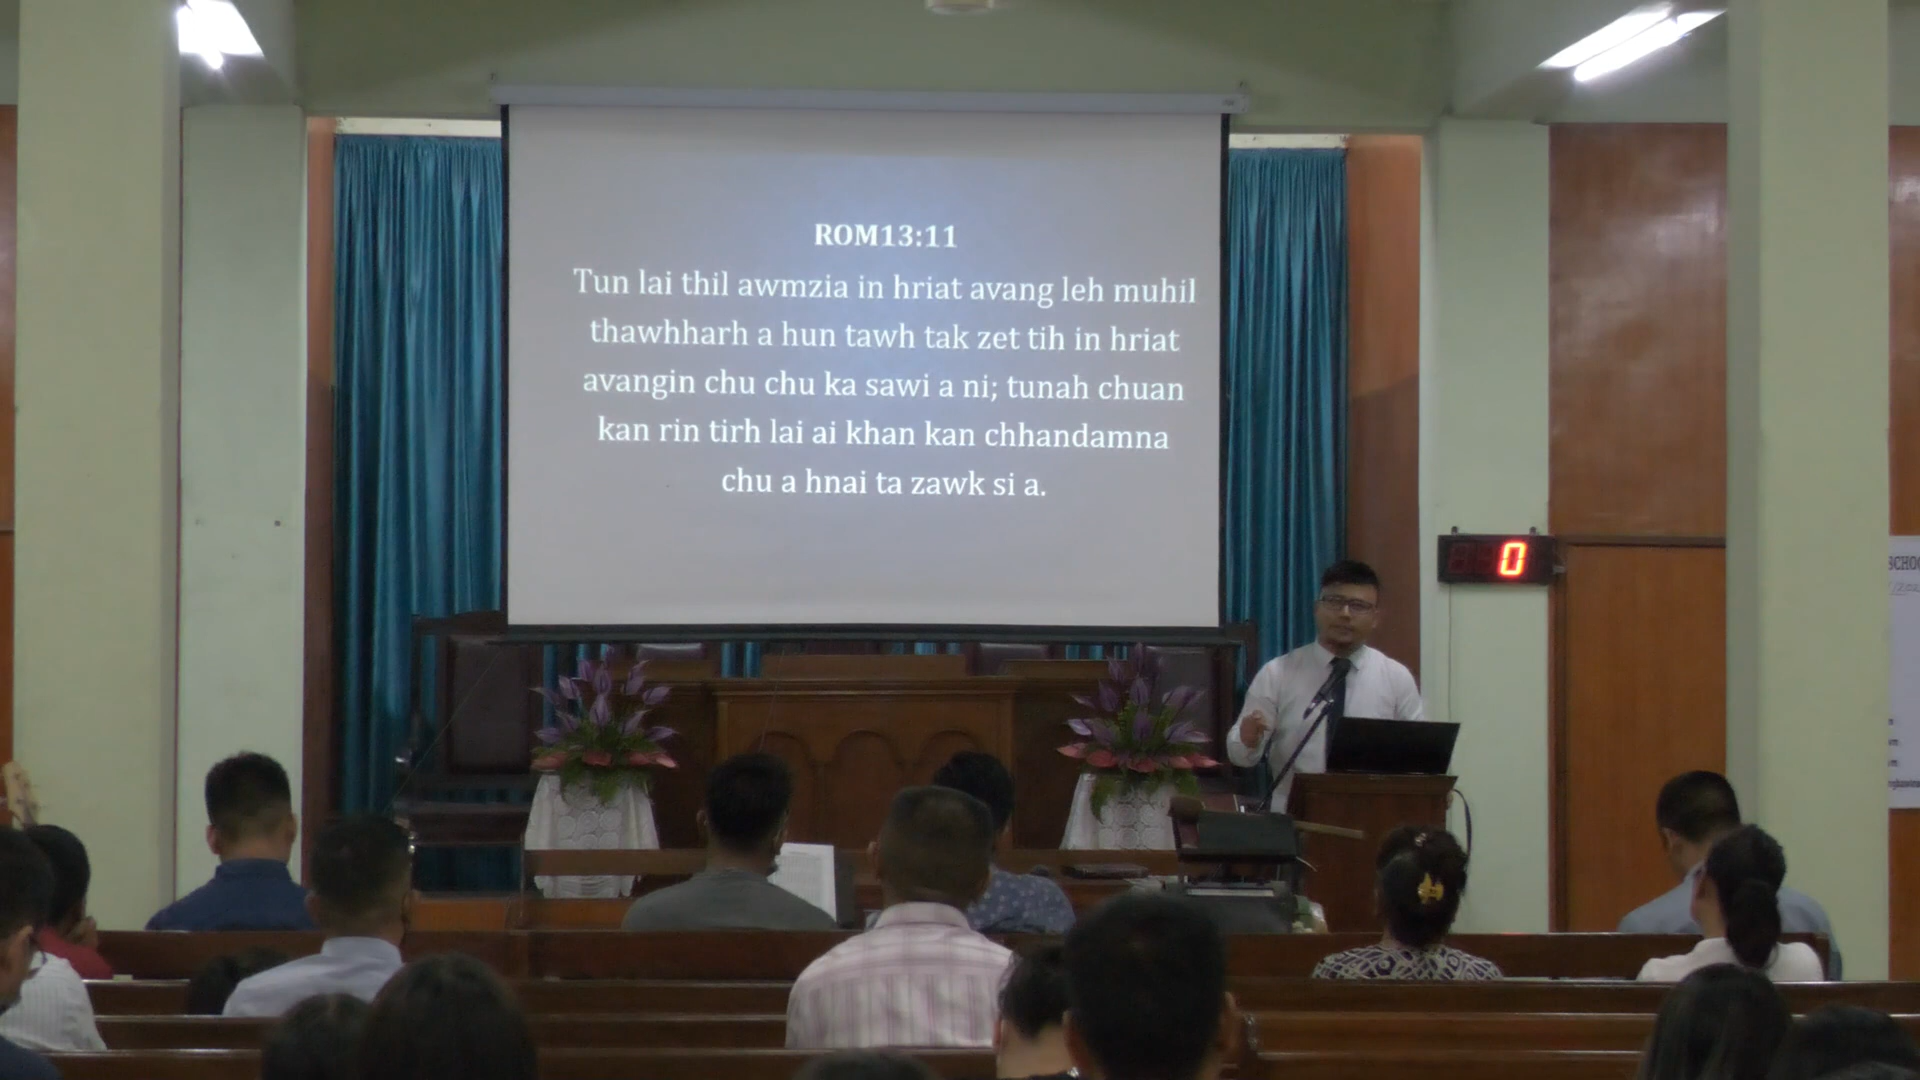 ROM13:11
Tun lai thil awmzia in hriat avang leh muhil
thawhharh a hun tawh tak zet tih in hriat
avangin chu chu ka sawi a ni; tunah chuan
kan rin tirh lai ai khan kan chhandamna
chu a hnai ta zawk si a.
0